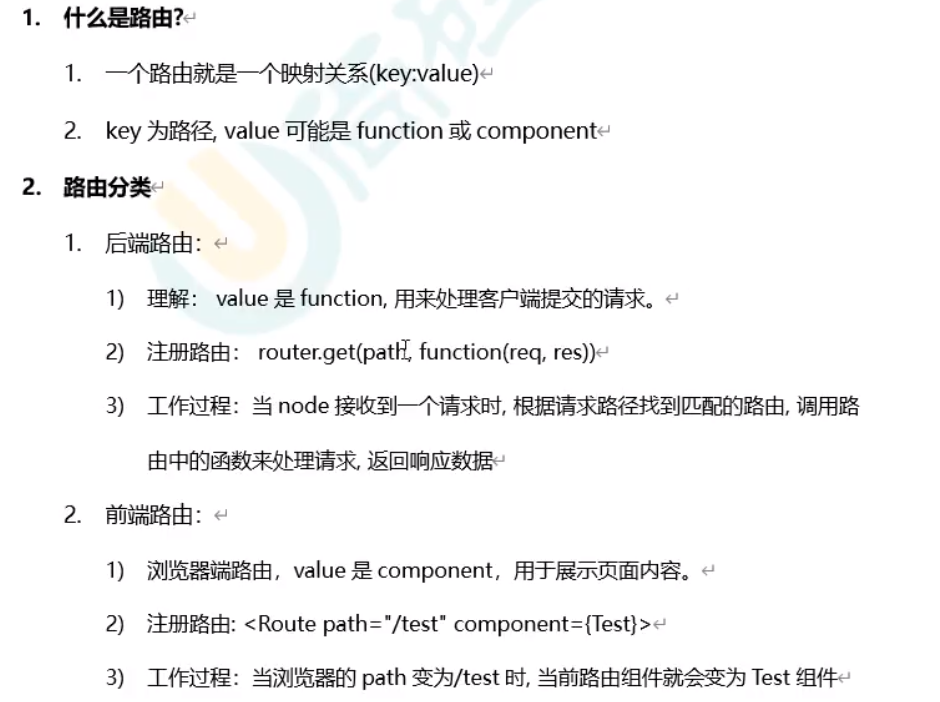 1. 什么是路由?
1. 一个路由就是一个映射关系(key:value)
2. key 为路径, value 可能是 function 或 component
2. 路由分类
1. 后端路由：
1) 理解： value 是 function, 用来处理客户端提交的请求。
2) 注册路由： router.get(path, function(req, res))
3) 工作过程：当 node 接收到一个请求时, 根据请求路径找到匹配的路由, 调用路
由中的函数来处理请求, 返回响应数据
2. 前端路由：
1) 浏览器端路由，value 是 component，用于展示页面内容。
2) 注册路由: <Route path="/test" component={Test}>
3) 工作过程：当浏览器的 path 变为/test 时, 当前路由组件就会变为 Test 组件